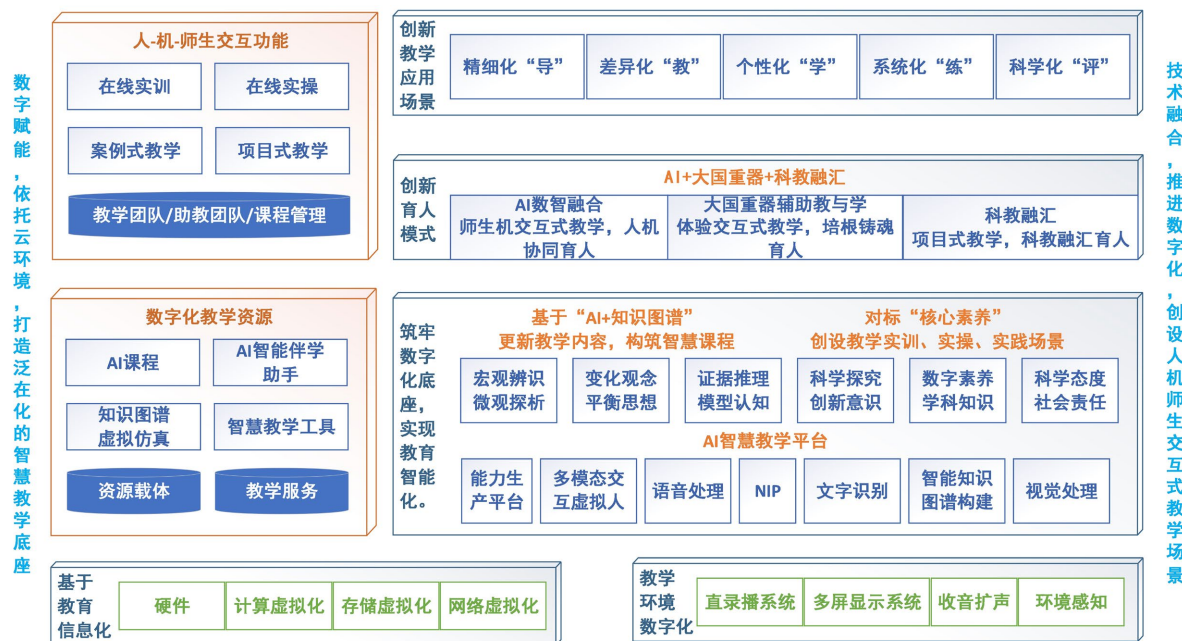 数字赋能，依托云环境，打造泛在化的智慧教学底座
人-机-师生交互功能
在线实训
在线实操
案例式教学
项目式教学
教学团队/助教团队/课程管理
数字化教学资源
AI课程
AI智能伴学
助手
知识图谱
虚拟仿真
智慧教学工具
资源载体
教学服务
创新
教学
应用
场景
精细化“导”
差异化“教”
个性化“学”
系统化“练”
科学化“评”
创新
育人
模式
AI+大国重器+科教融汇
AI数智融合
师生机交互式教学，人机
协同育人
大国重器辅助教与学
体验交互式教学，培根铸魂
育人
科教融汇
项目式教学，科教融汇育人
筑牢
数字
化底
座，
实现
教育
智能
化。
基于“AI+知识图谱”
更新教学内容，构筑智慧课程
对标“核心素养”
创设教学实训、实操、实践场景
宏观辨识
微观探析
变化观念
平衡思想
证据推理
模型认知
科学探究
创新意识
数字素养
学科知识
科学态度
社会责任
AI智慧教学平台
能力生
产平台
多模态交
互虚拟人
语音处理
NIP
文字识别
智能知识
图谱构建
视觉处理
基于
教育
信息化
硬件
计算虚拟化
存储虚拟化
网络虚拟化
教学
环境
数字化
直录播系统
多屏显示系统
收音扩声
环境感知
技术融合，推进数字化，创设人机师生交互式教学场景